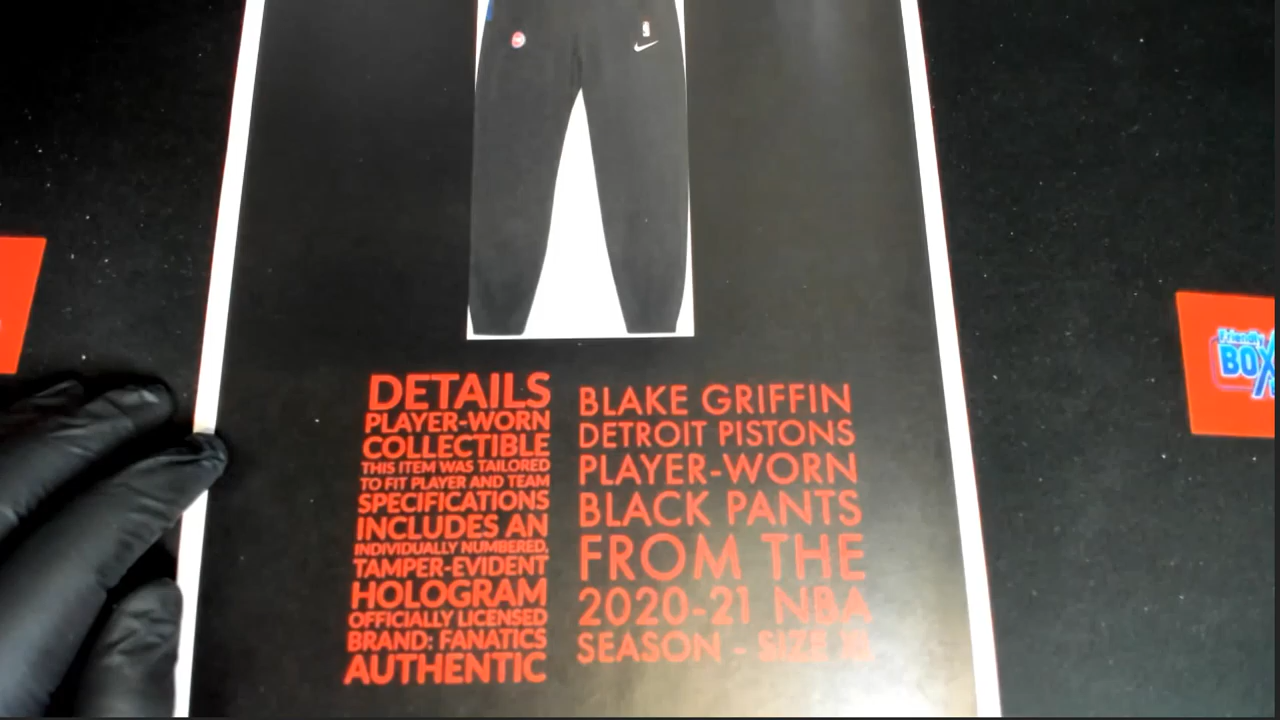 DETAILS
PLAYER-WORN
COLLECTIBLE
THIS ITEM WAS TAILORED
TO FIT PLAYER AND TEAM
SPECIFICATIONS
INCLUDES AN
INDIVIDUALLY NUMBERED,
TAMPER-EVIDENT
HOLOGRAM
OFFICIALLY LICENSED
BRAND: FANATICS
AUTHENTIC
BLAKE GRIFFIN
DETROIT PISTONS
PLAYER-WORN
BLACK PANTS
FROM THE
2020-21 NBA
SEASON - SIZE
Friendly
BOX